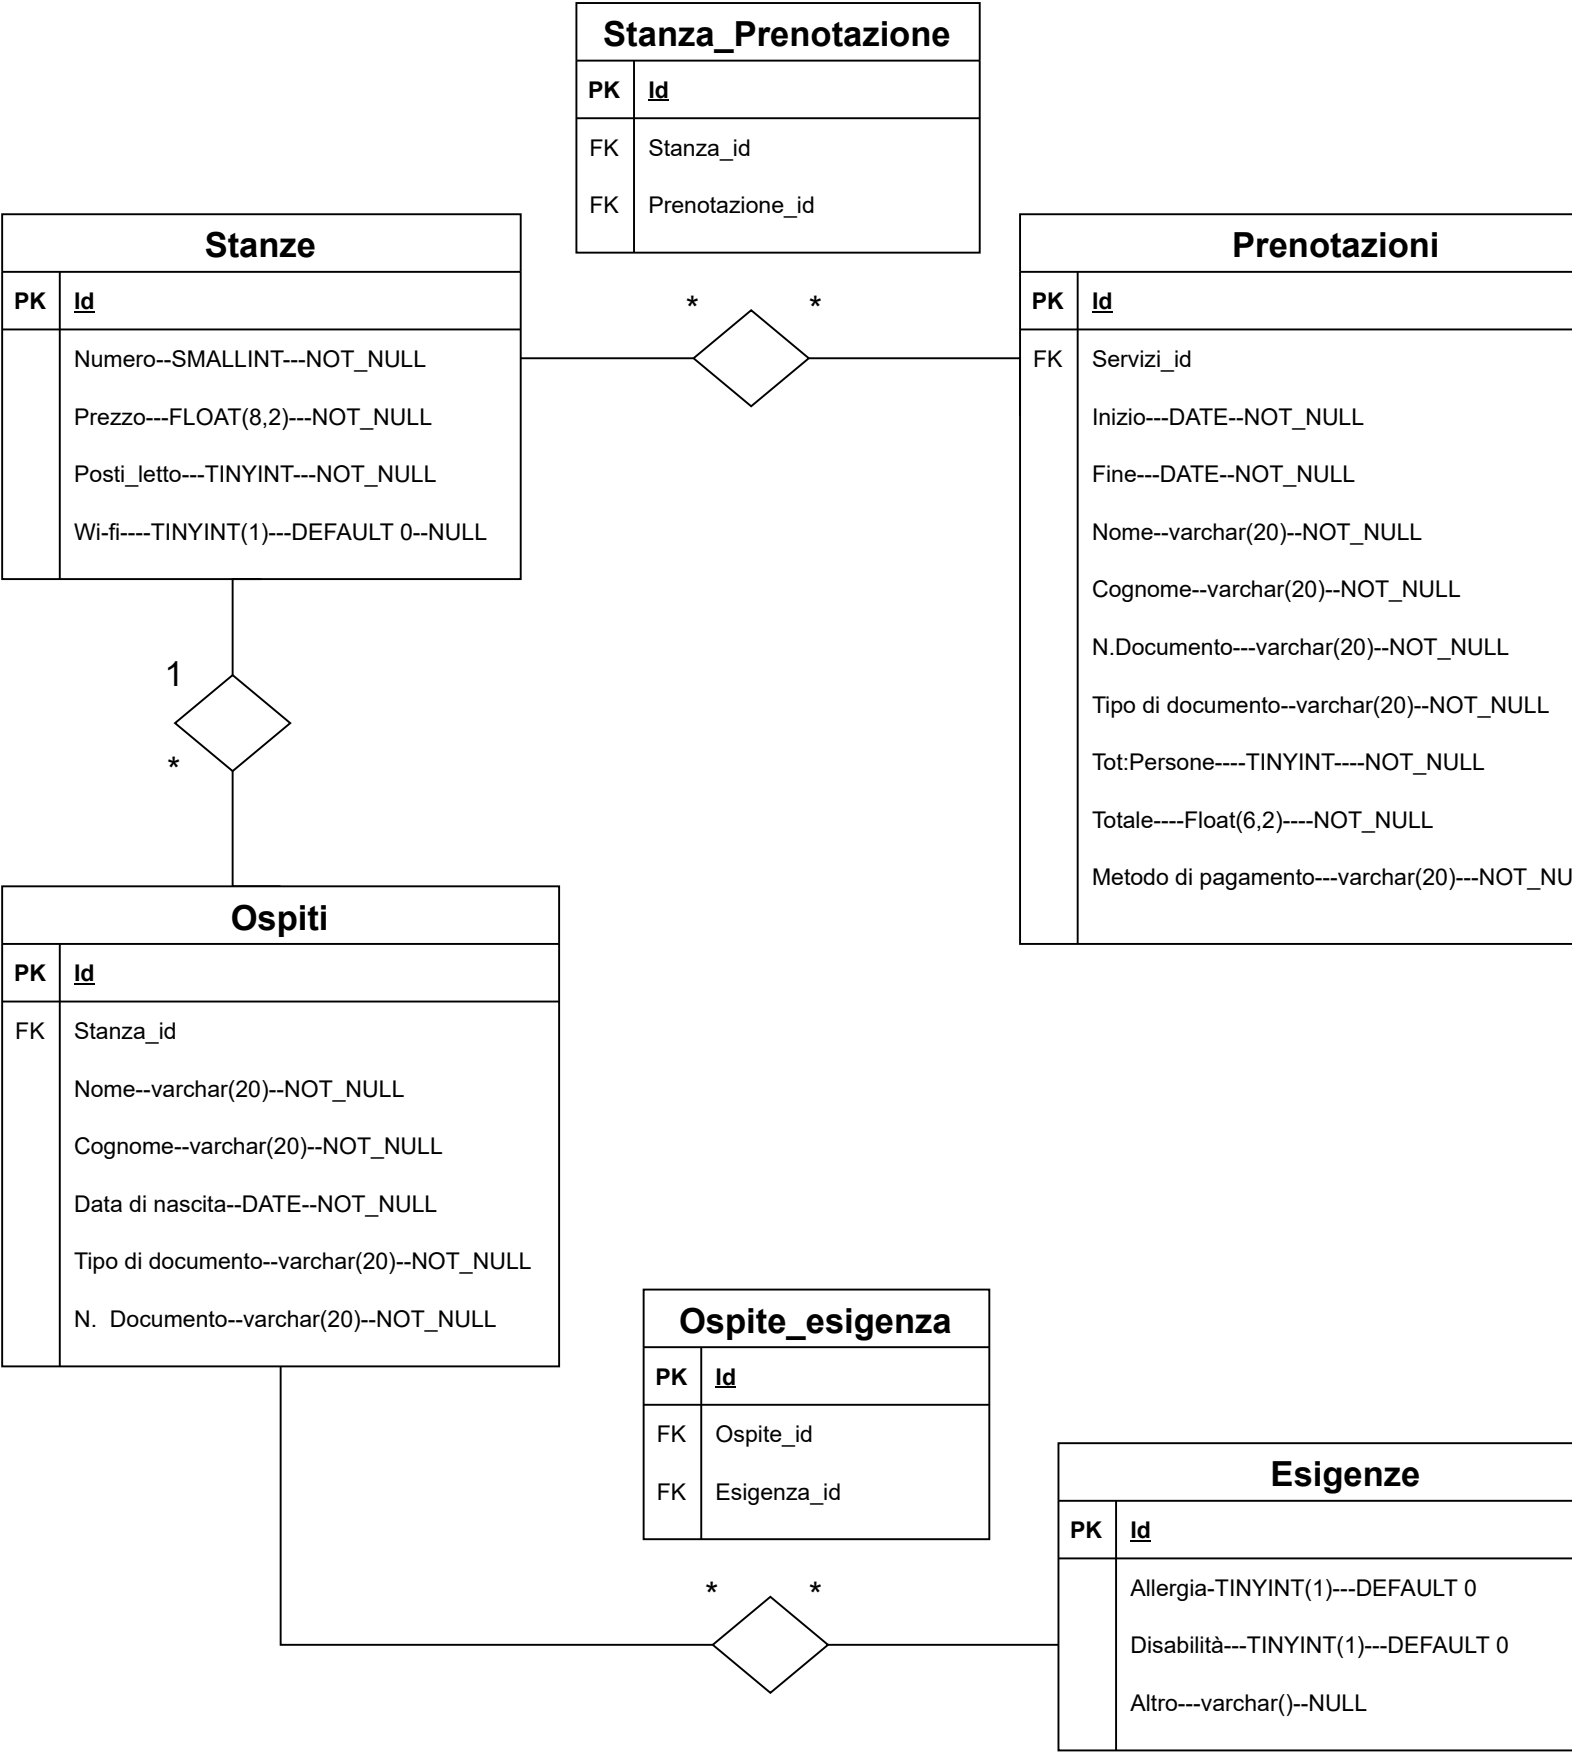 Stanza_Prenotazione
PK Id
FK Stanza_id
FK Prenotazione_id
Stanze
PK Id
Numero--SMALLINT---NOT_NULL
Prezzo---FLOAT(8,2)---NOT_NULL
Posti_letto---TINYINT---NOT_NULL
Wi-fi----TINYINT(1)---DEFAULT 0--NULL
* *
Prenotazioni
PK Id
FK Servizi_id
Inizio---DATE--NOT_NULL
Fine---DATE--NOT_NULL
Nome--varchar(20)--NOT_NULL
Cognome--varchar(20)--NOT_NULL
N.Documento---varchar(20)--NOT_NULL
Tipo di documento--varchar(20)--NOT_NULL
Tot:Persone----TINYINT----NOT_NULL
Totale----Float(6,2)----NOT_NULL
Metodo di pagamento---varchar(20)---NOT_NU
1
*
Ospiti
PK Id
FK Stanza_id
Nome--varchar(20)--NOT_NULL
Cognome--varchar(20)--NOT_NULL
Data di nascita--DATE--NOT_NULL
Tipo di documento--varchar(20)--NOT_NULL
N.  Documento--varchar(20)--NOT_NULL
Ospite_esigenza
PK Id
FK Ospite_id
FK Esigenza_id
* *
Esigenze
PK Id
Allergia-TINYINT(1)---DEFAULT 0
Disabilità---TINYINT(1)---DEFAULT 0
Altro---varchar()--NULL